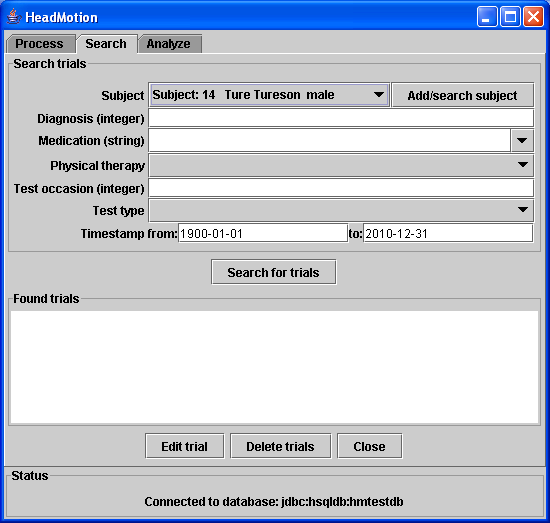 HeadMotion
Process Search Analyze
Search trials
Subject Subject: 14 Ture Tureson male Add/search subject
Diagnosis (integer)
Medication (string)
Physical therapy
Test occasion (integer)
Test type
Timestamp from: 1900-01-01 to: 2010-12-31
Search for trials
Found trials
Edit trial Delete trials Close
Status
Connected to database: jdbc:hsqldb:hmtestdb